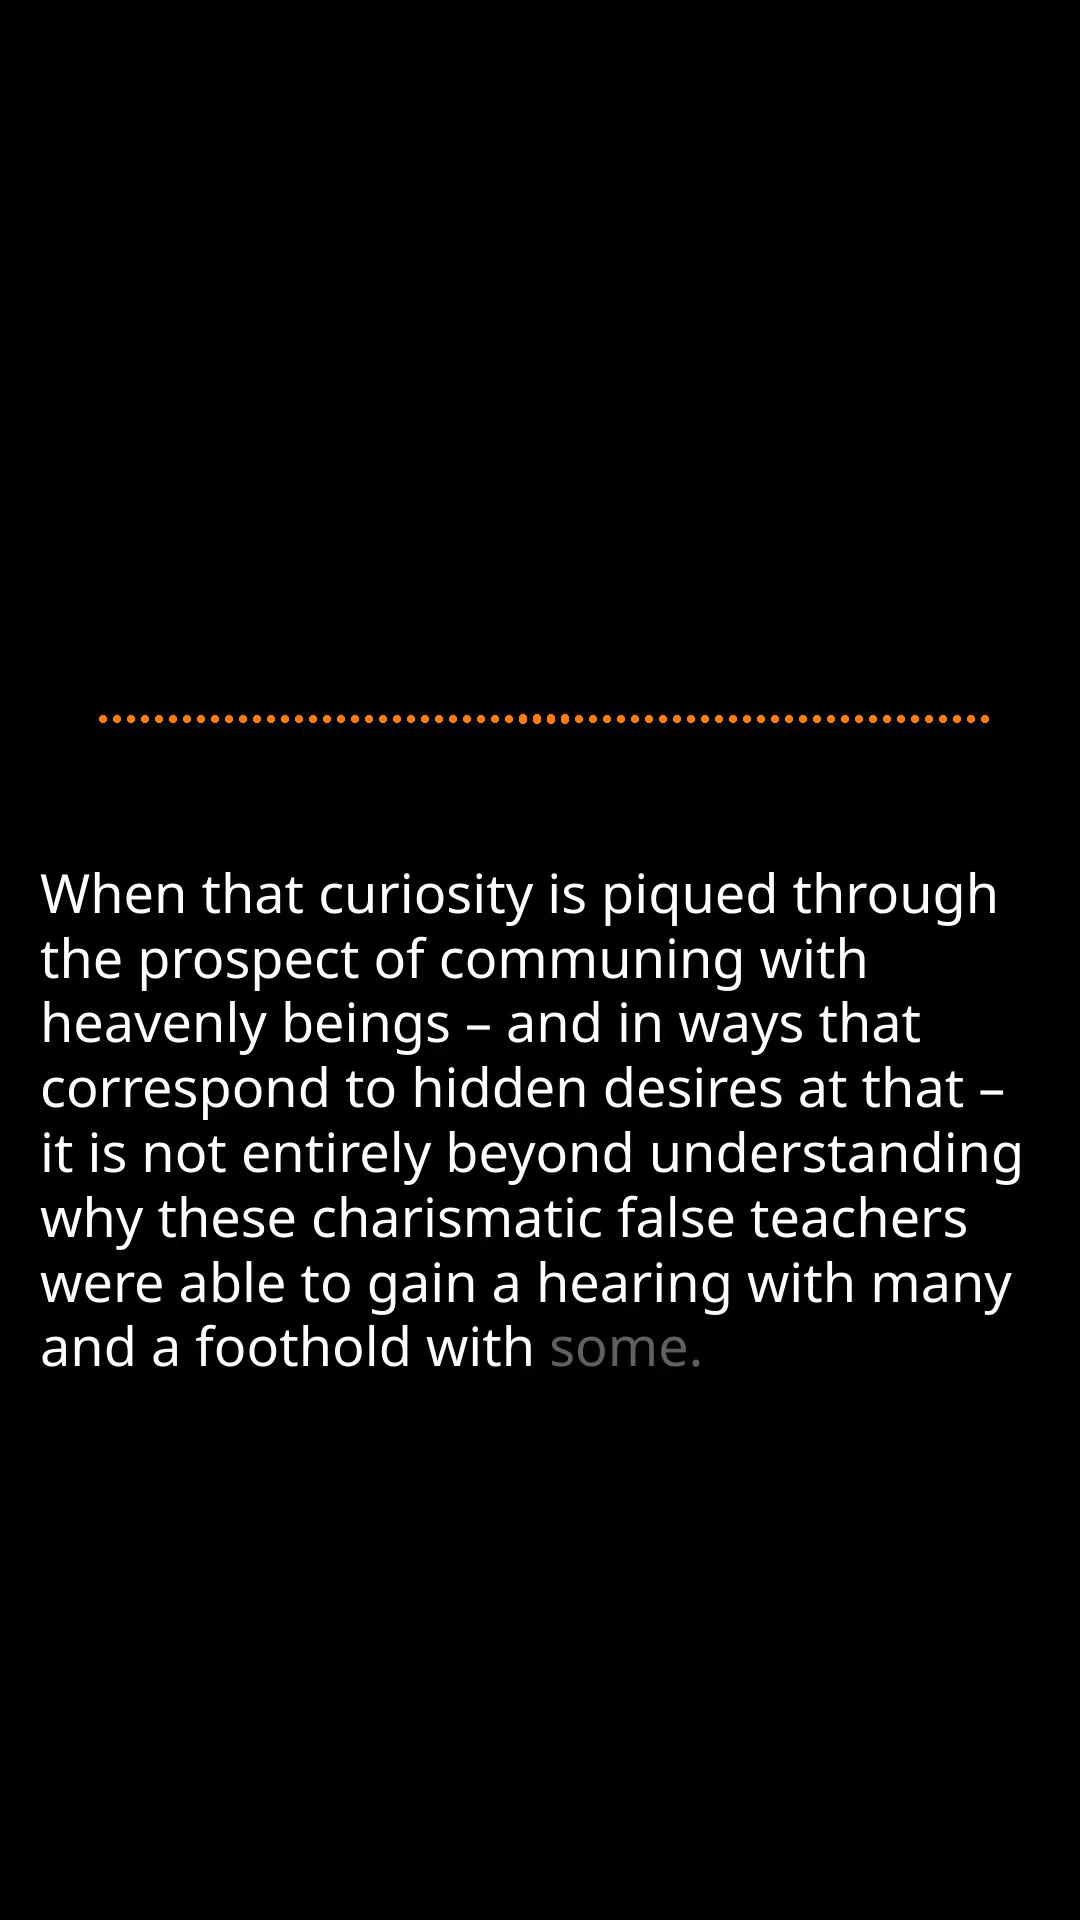 When that curiosity is piqued through
the prospect of communing with
heavenly beings – and in ways that
correspond to hidden desires at that –
it is not entirely beyond understanding
why these charismatic false teachers
were able to gain a hearing with many
and a foothold with some.